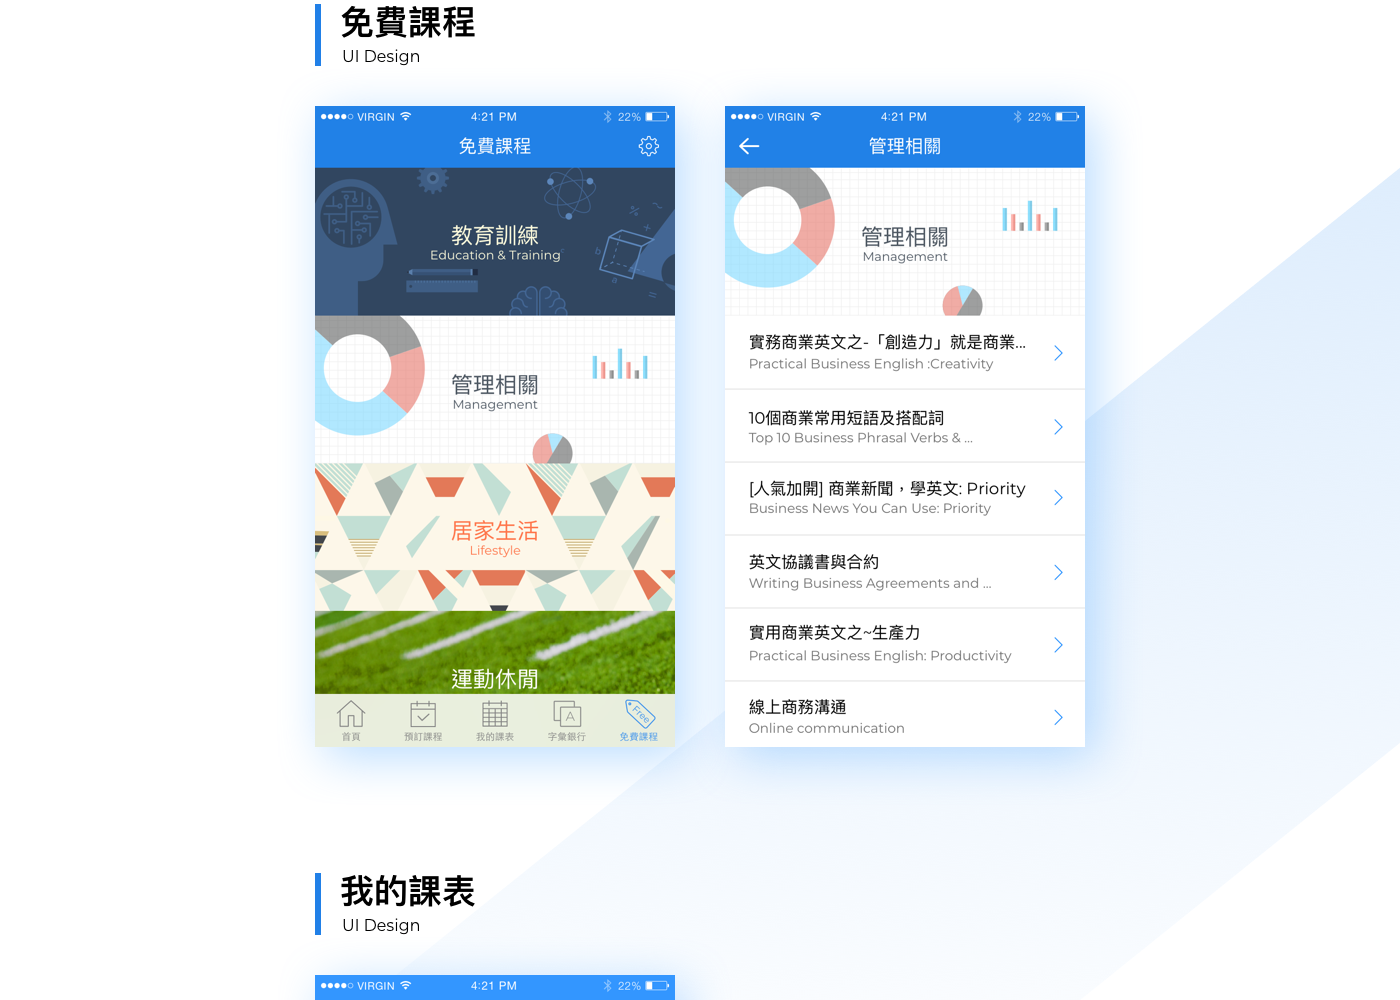 免費課程
UI Design
VIRGIN 4:21 PM 22%
免費課程
教育訓練
Education & Training
管理相關
Management
居家生活
Lifestyle
運動休閒
首頁 預訂課程 我的課表 字彙銀行 免費課程
A
Free
VIRGIN 4:21 PM 22%
管理相關
管理相關
Management
實務商業英文之-「創造力」就是商業...
Practical Business English :Creativity
10個商業常用短語及搭配詞
Top 10 Business Phrasal Verbs & ...
[人氣加開] 商業新聞，學英文: Priority
Business News You Can Use: Priority
英文協議書與合約
Writing Business Agreements and ...
實用商業英文之~生產力
Practical Business English: Productivity
線上商務溝通
Online communication
我的課表
UI Design
VIRGIN 4:21 PM 22%